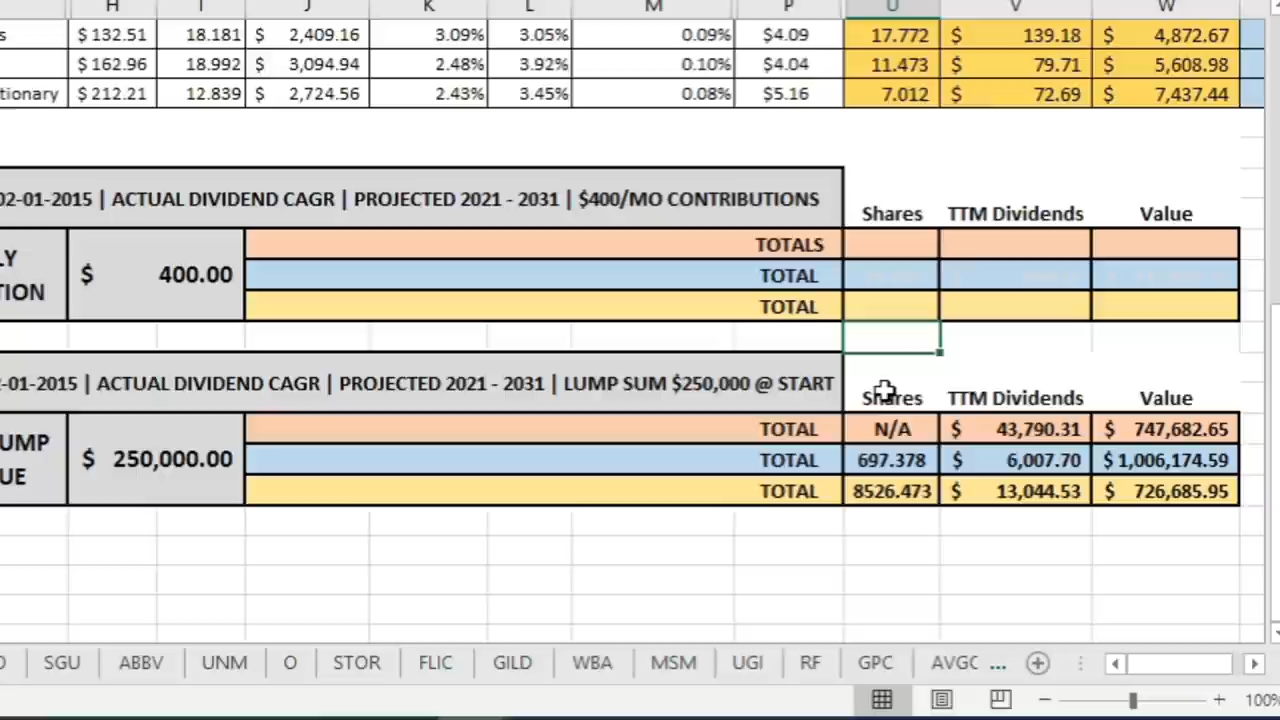 H I J K L M P U V W
s $ 132.51 18.181 $ 2,409.16 3.09% 3.05% 0.09% $4.09 17.772 $ 139.18 $ 4,872.67
$ 162.96 18.992 $ 3,094.94 2.48% 3.92% 0.10% $4.04 11.473 $ 79.71 $ 5,608.98
tionary $ 212.21 12.839 $ 2,724.56 2.43% 3.45% 0.08% $5.16 7.012 $ 72.69 $ 7,437.44
02-01-2015 | ACTUAL DIVIDEND CAGR | PROJECTED 2021 - 2031 | $400/MO CONTRIBUTIONS
Shares TTM Dividends Value
LY
TION
$ 400.00
TOTALS
TOTAL
TOTAL
-01-2015 | ACTUAL DIVIDEND CAGR | PROJECTED 2021 - 2031 | LUMP SUM $250,000 @ START
Shares TTM Dividends Value
UMP
UE
$ 250,000.00
TOTAL N/A $ 43,790.31 $ 747,682.65
TOTAL 697.378 $ 6,007.70 $ 1,006,174.59
TOTAL 8526.473 $ 13,044.53 $ 726,685.95
SGU ABBV UNM O STOR FLIC GILD WBA MSM UGI RF GPC AVGC ...
100%